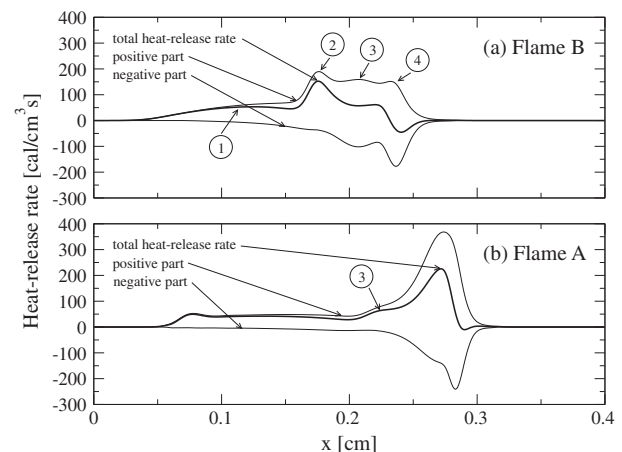 400
300
200
100
0
-100
-200
-300
total heat-release rate
positive part
negative part
1
2
3
4
(a) Flame B
Heat-release rate [cal/cm³s]
400
300
200
100
0
-100
-200
-300
total heat-release rate
positive part
negative part
3
(b) Flame A
0 0.1 0.2 0.3 0.4
x [cm]